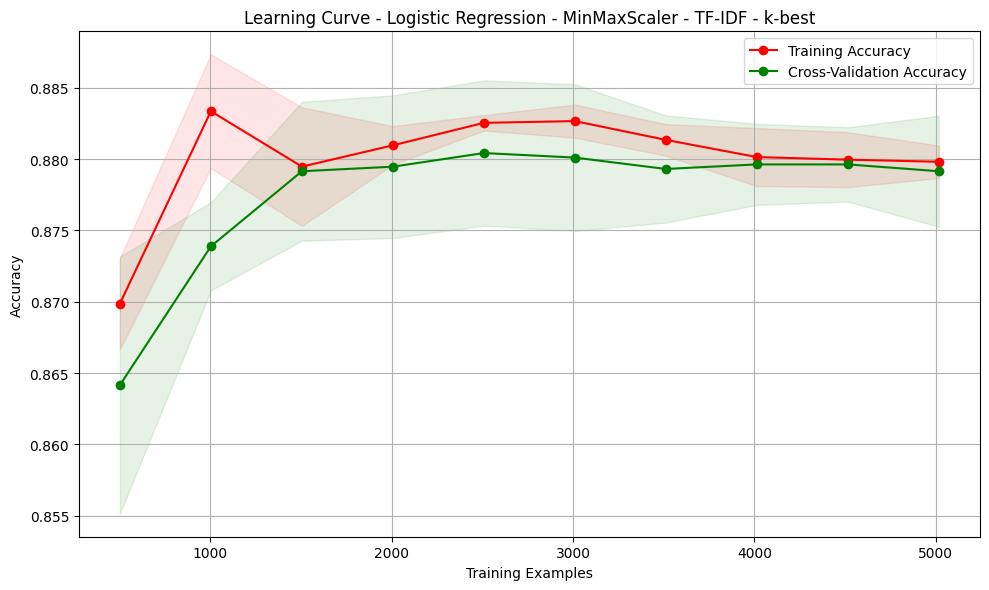 Learning Curve - Logistic Regression - MinMaxScaler - TF-IDF - k-best
Training Accuracy
Cross-Validation Accuracy
Accuracy
0.885
0.880
0.875
0.870
0.865
0.860
0.855
1000 2000 3000 4000 5000
Training Examples